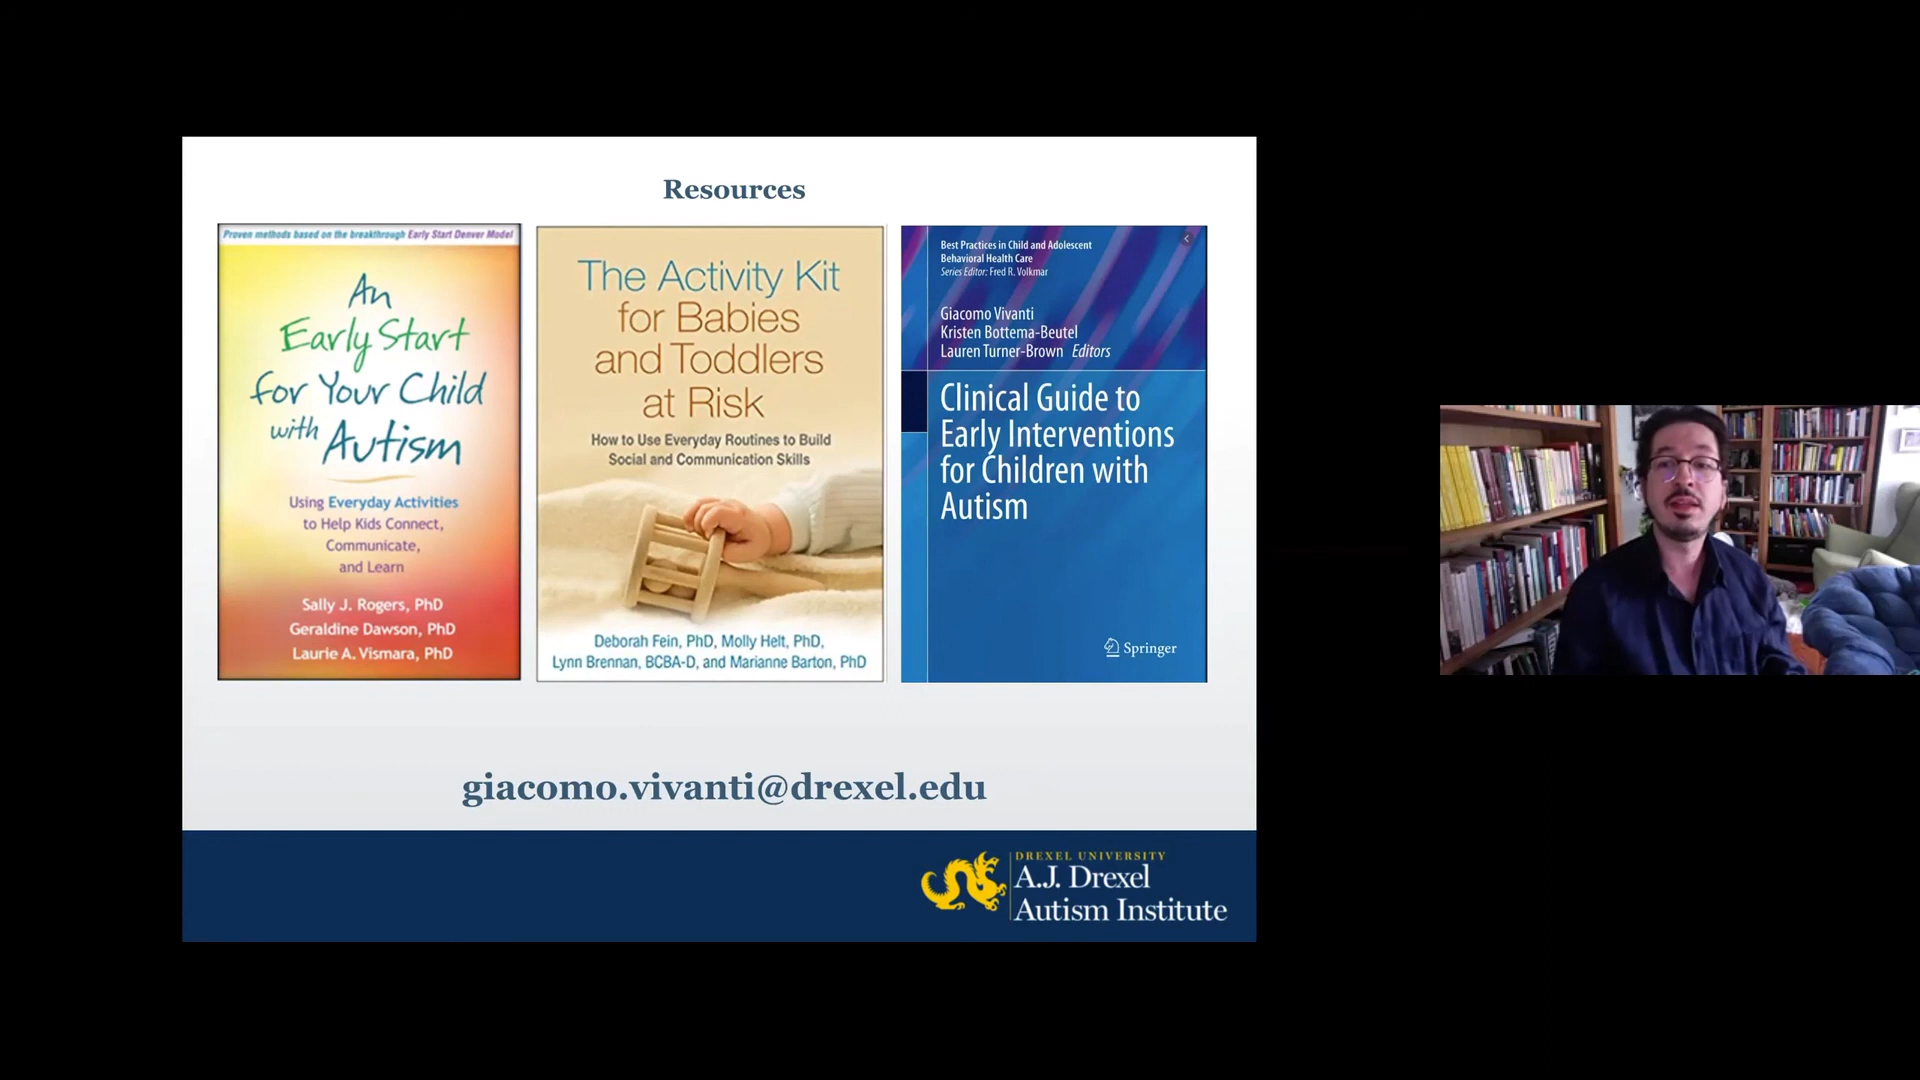 Resources
Proven methods based on the breakthrough Early Start Denver Model
An
Early Start
for Your Child
with Autism
Using Everyday Activities
to Help Kids Connect,
Communicate,
and Learn
Sally J. Rogers, PhD
Geraldine Dawson, PhD
Laurie A. Vismara, PhD
The Activity Kit
for Babies
and Toddlers
at Risk
How to Use Everyday Routines to Build
Social and Communication Skills
Deborah Fein, PhD, Molly Helt, PhD,
Lynn Brennan, BCBA-D, and Marianne Barton, PhD
Best Practices in Child and Adolescent
Behavioral Health Care
Series Editor: Fred R. Volkmar
Giacomo Vivanti
Kristen Bottema-Beutel
Lauren Turner-Brown Editors
Clinical Guide to
Early Interventions
for Children with
Autism
Springer
giacomo.vivanti@drexel.edu
DREXEL UNIVERSITY
A.J. Drexel
Autism Institute